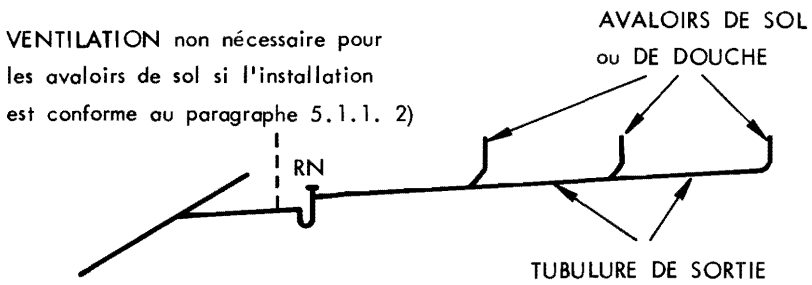 VENTILATION non nécessaire pour
les avaloirs de sol si l'installation
est conforme au paragraphe 5.1.1. 2)
AVALOIRS DE SOL
ou DE DOUCHE
RN
TUBULURE DE SORTIE